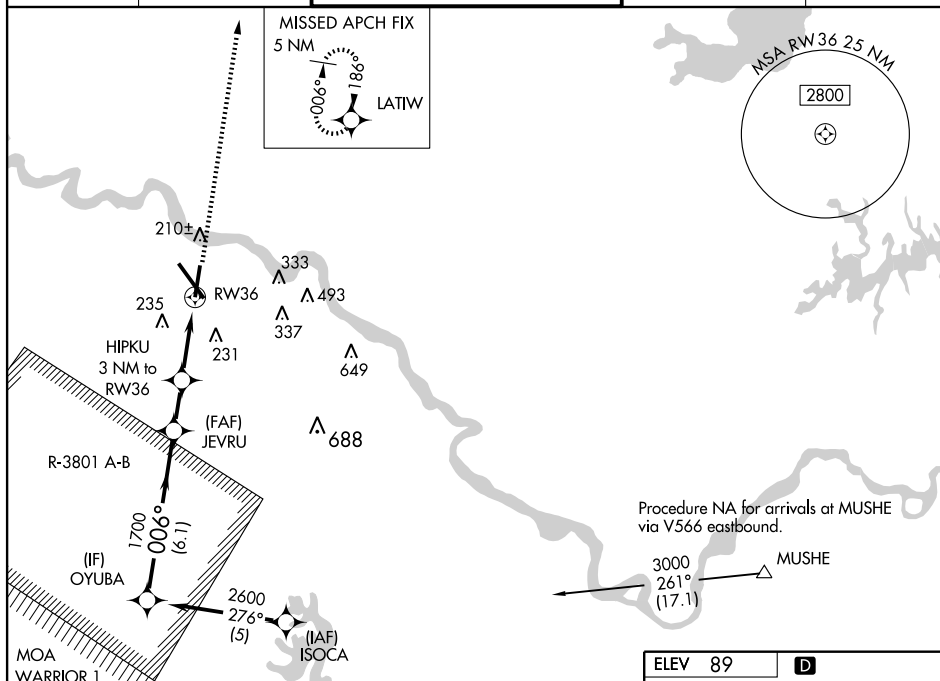 MISSED APCH FIX
5 NM
006°
186°
LATIW
MSA RW36 25 NM
2800
210±
333
493
RW36
235
337
231
HIPKU
3 NM to
RW36
649
(FAF)
JEVRU
688
R-3801 A-B
1700
006°
(6.1)
Procedure NA for arrivals at MUSHE
via V566 eastbound.
(IF)
OYUBA
3000
261°
(17.1)
MUSHE
2600
276°
(5)
(IAF)
ISOCA
MOA
WARRIOR 1
ELEV 89
D